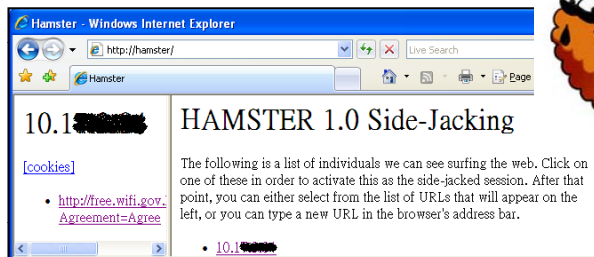 Hamster - Windows Internet Explorer
http://hamster/
Live Search
Hamster
Page
10.1
[cookies]
http://free.wifi.gov.
Agreement=Agree
HAMSTER 1.0 Side-Jacking
The following is a list of individuals we can see surfing the web. Click on
one of these in order to activate this as the side-jacked session. After that
point, you can either select from the list of URLs that will appear on the
left, or you can type a new URL in the browser's address bar.
10.1